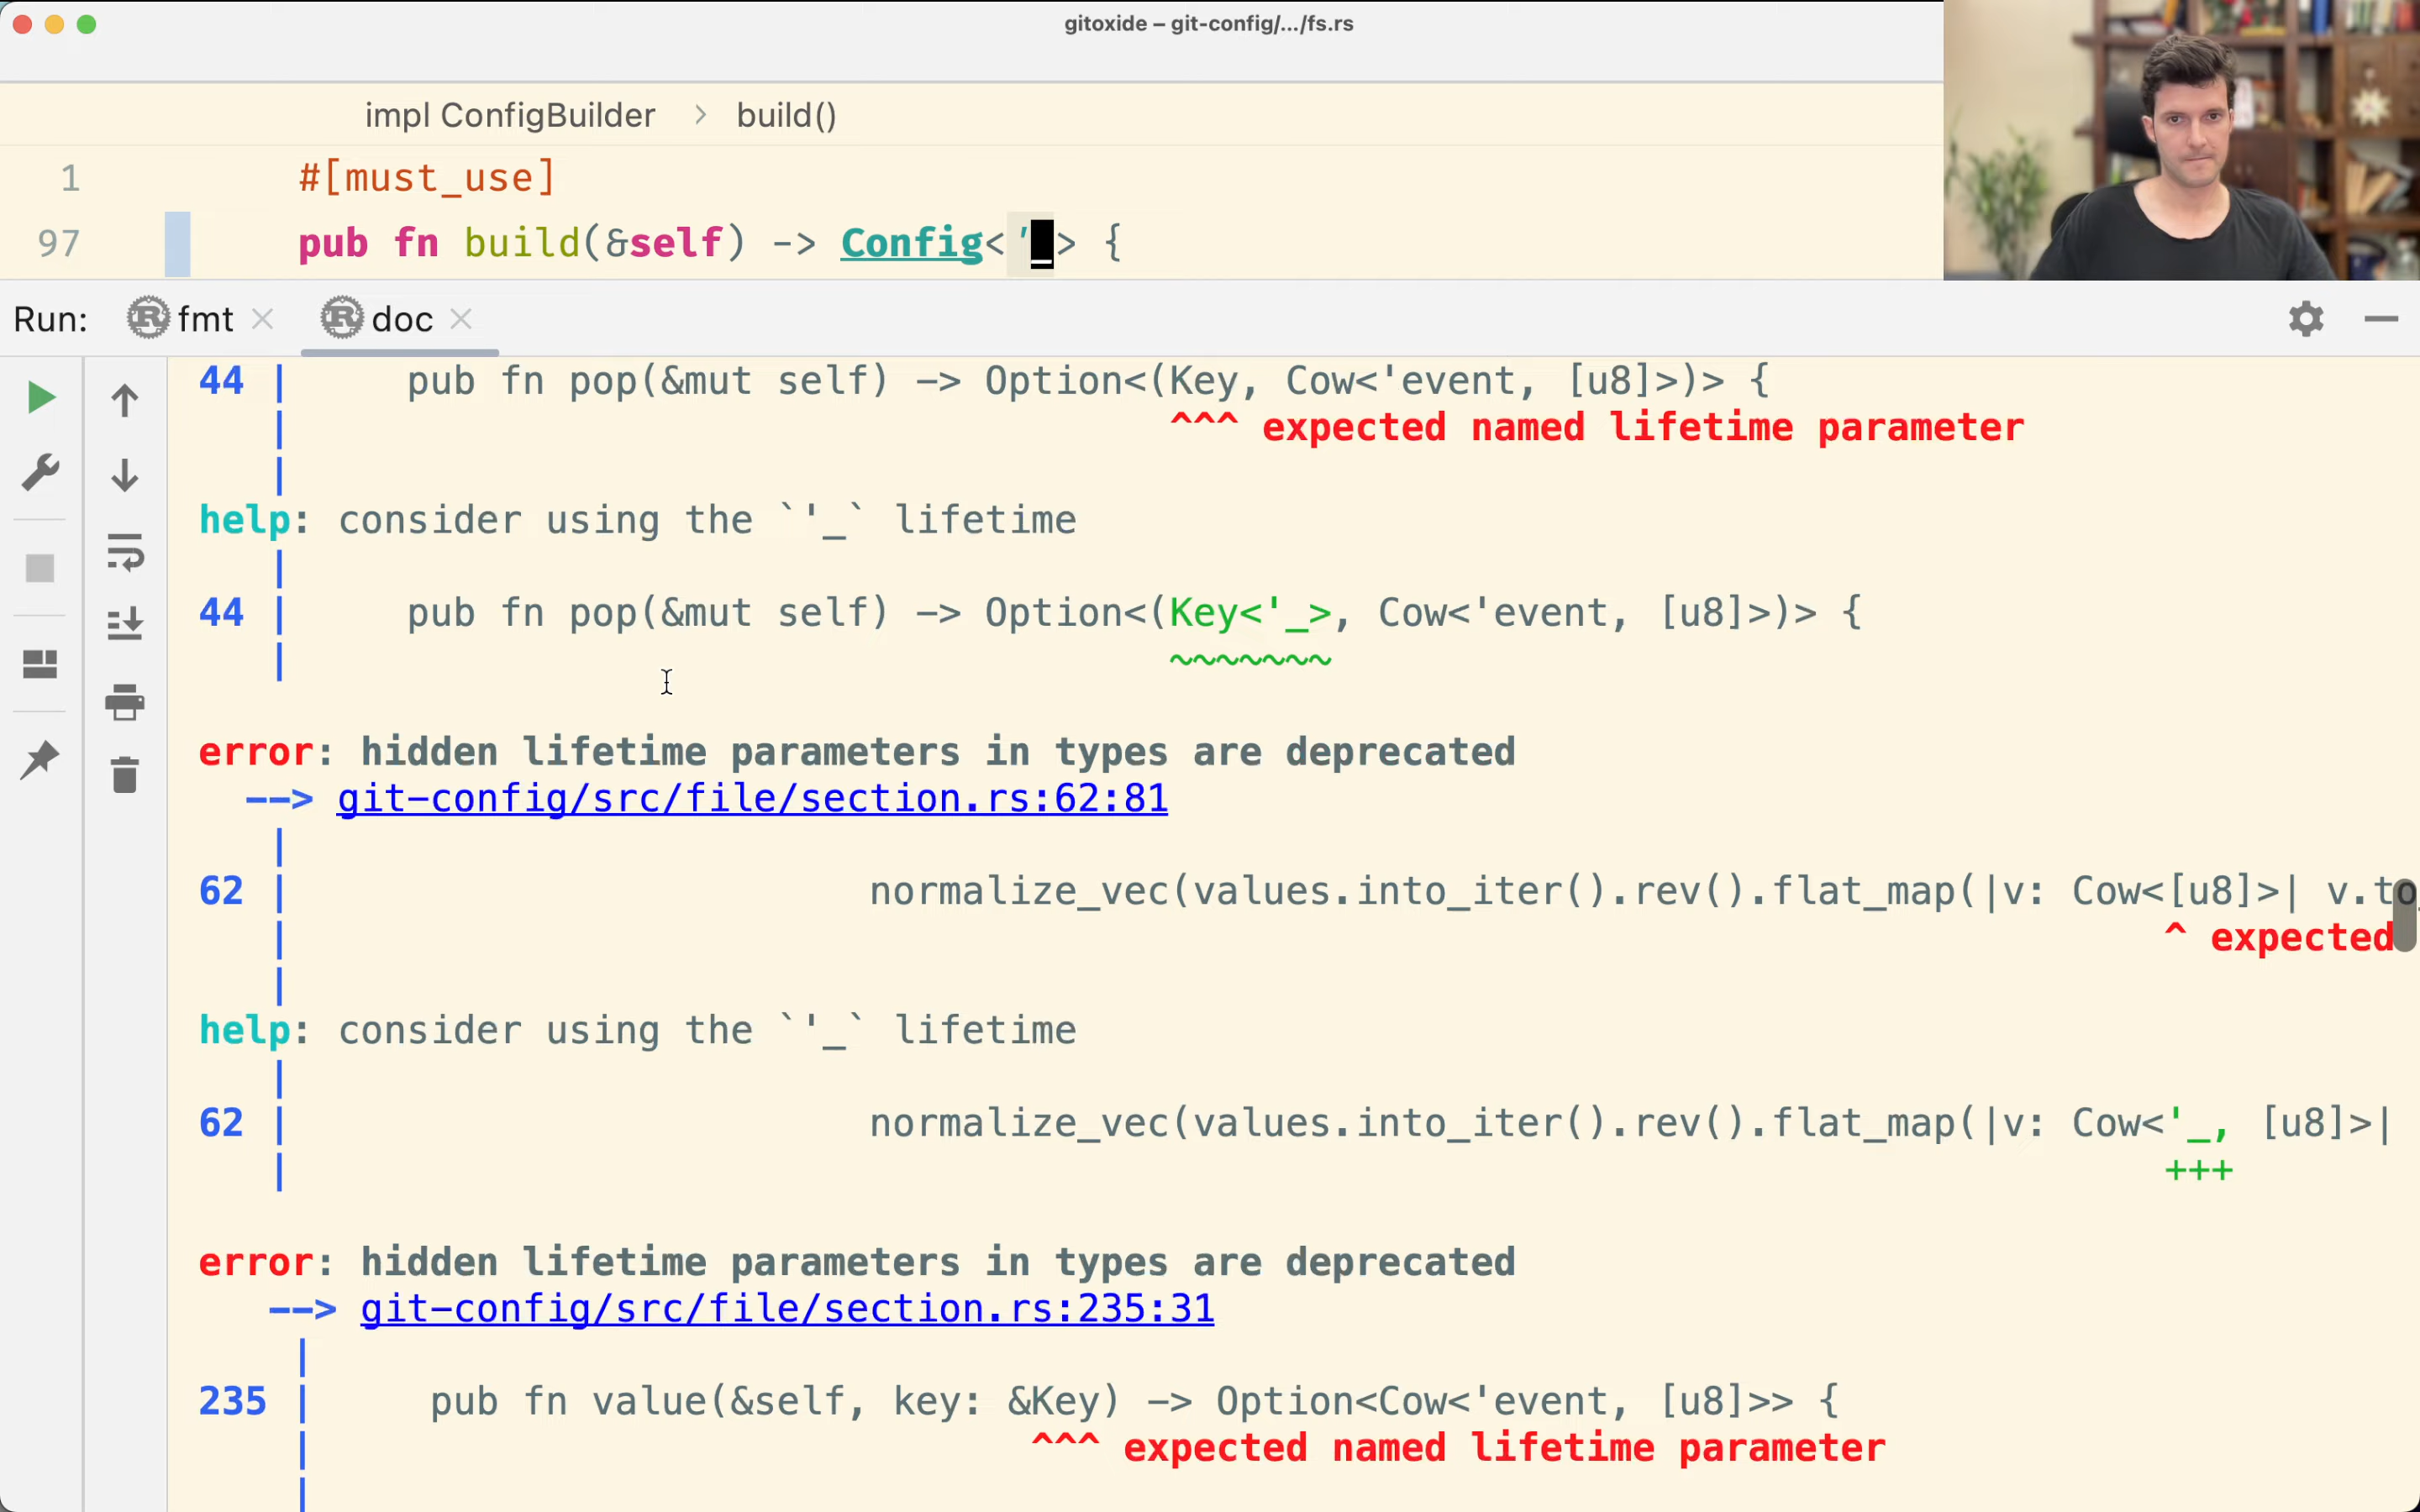 gitoxide – git-config/.../fs.rs
impl ConfigBuilder > build()
1 #[must_use]
97 pub fn build(&self) -> Config<'_> {
Run: fmt doc
44 | pub fn pop(&mut self) -> Option<(Key, Cow<'event, [u8]>)> {
| ^^^ expected named lifetime parameter
|
help: consider using the `'_` lifetime
|
44 | pub fn pop(&mut self) -> Option<(Key<'_>, Cow<'event, [u8]>)> {
| ~~~~~~~
error: hidden lifetime parameters in types are deprecated
--> git-config/src/file/section.rs:62:81
|
62 | normalize_vec(values.into_iter().rev().flat_map(|v: Cow<[u8]>| v.to_
| ^ expected
|
help: consider using the `'_` lifetime
|
62 | normalize_vec(values.into_iter().rev().flat_map(|v: Cow<'_, [u8]>|
| +++
error: hidden lifetime parameters in types are deprecated
--> git-config/src/file/section.rs:235:31
|
235 | pub fn value(&self, key: &Key) -> Option<Cow<'event, [u8]>> {
| ^^^ expected named lifetime parameter
|